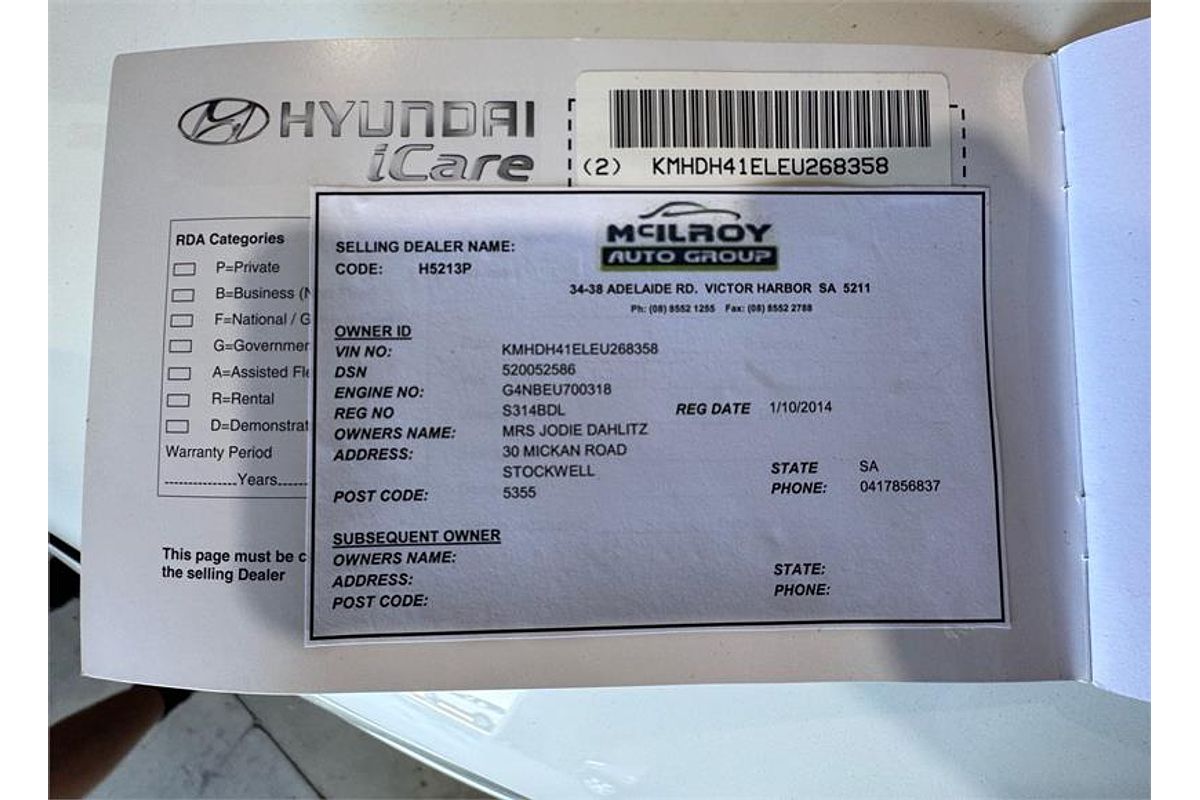 HYUNDAI
iCare
(2) KMHDH41ELEU268358
RDA Categories
P=Private
B=Business
F=National / G
G=Governmen
A=Assisted Fle
R=Rental
D=Demonstrat
Warranty Period
Years
This page must be c
the selling Dealer
SELLING DEALER NAME:
CODE: H5213P
McILROY
AUTO GROUP
34-38 ADELAIDE RD. VICTOR HARBOR SA 5211
Ph: (08) 8552 1255 Fax: (08) 8552 2788
OWNER ID
VIN NO: KMHDH41ELEU268358
DSN 520052586
ENGINE NO: G4NBEU700318
REG NO S314BDL REG DATE 1/10/2014
OWNERS NAME: MRS JODIE DAHLITZ
ADDRESS: 30 MICKAN ROAD
STOCKWELL STATE SA
POST CODE: 5355 PHONE: 0417856837
SUBSEQUENT OWNER
OWNERS NAME:
ADDRESS: STATE:
POST CODE: PHONE: